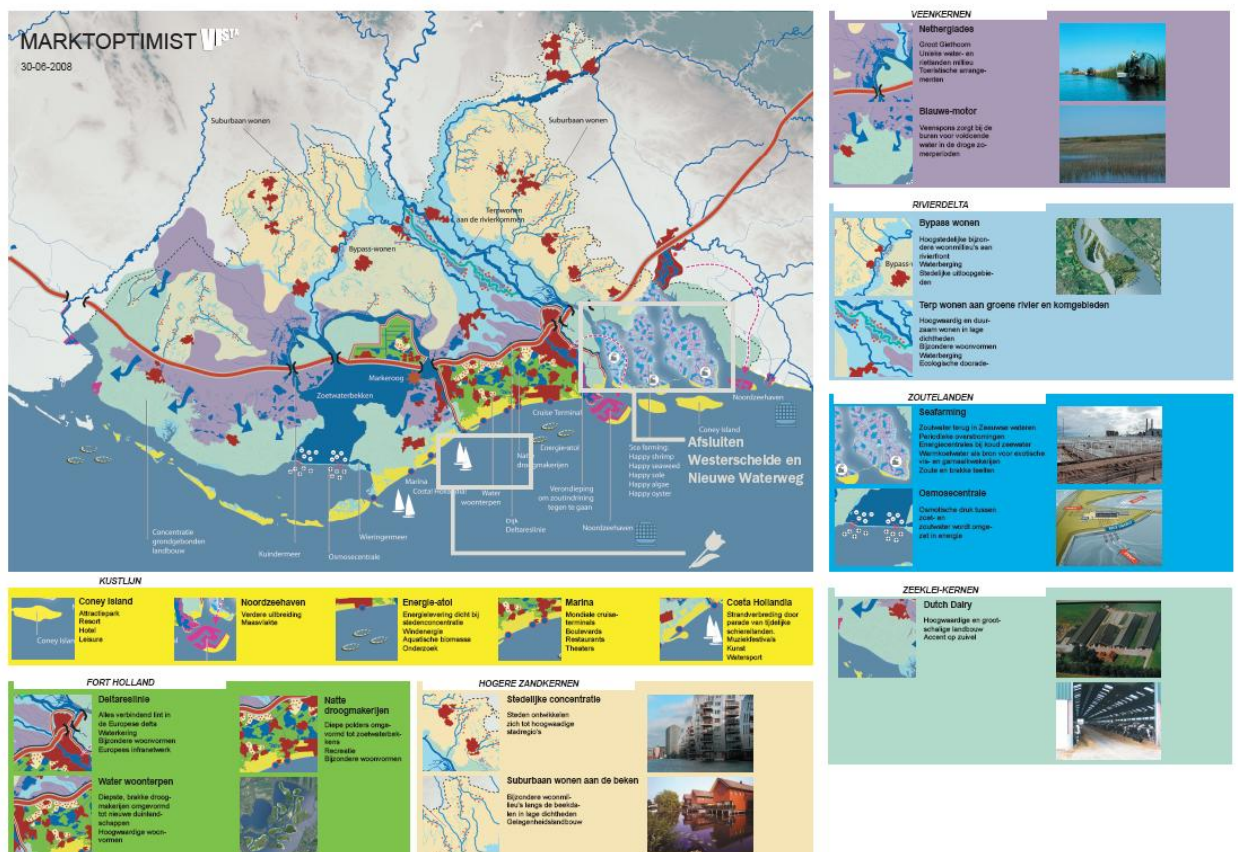 MARKTOPTIMIST VISTA
30-06-2008
Suburbaan wonen
Suburbaan wonen
Terpwonen
aan de rivierkommen
Bypass-wonen
Markerong
Zoetwaterbekken
Cruise Terminal
Energie-atol
Natte
droogmakerijen
Noordzeehaven
Coney Island
Sea farming:
Happy shrimp
Happy seaweed
Happy sole
Happy algae
Happy oyster
Afsluiten
Westerschelde en
Nieuwe Waterweg
Marina
Costal Hollandia
Water
woonterpen
Verondieping
om zoutindrining
tegen te gaan
Dijk
Deltareslinie
Noordzeehaven
Concentratie
grondgebonden
landbouw
Kuindermeer
Osmosecentrale
Wieringermeer
VEENKERNEN
Netherglades
Groot Giethoorn
Unieke water- en
rietlanden milieu
Toeristische arrange-
menten
Blauwe-motor
Veenspons zorgt bij de
buren voor voldoende
water in de droge zo-
merperioden
RIVIERDELTA
Bypass wonen
Hoogstedelijke bijzon-
dere woonmilieu's aan
rivierfront
Waterberging
Stedelijke uitloopgebie-
den
Bypass-
Terp wonen aan groene rivier en komgebieden
Hoogwaardig en duur-
zaam wonen in lage
dichtheden
Bijzondere woonvormen
Waterberging
Ecologische doorade-
ZOUTELANDEN
Seafarming
Zoutwater terug in Zeeuwse wateren
Periodieke overstromingen
Energiecentrales bij koud zeewater
Warmkoelwater als bron voor exotische
vis- en garnaalkwekerijen
Zoute en brakke teelten
Osmosecentrale
Osmotische druk tussen
zoet- en
zoutwater wordt omge-
zet in energie
ZEEKLEI-KERNEN
Dutch Dairy
Hoogwaardige en groot-
schalige landbouw
Accent op zuivel
KUSTLIJN
Coney Island
Attractiepark
Resort
Hotel
Leisure
Coney Islan
Noordzeehaven
Verdere uitbreiding
Maasvlakte
Energie-atol
Energielevering dicht bij
stedenconcentratie
Windenergie
Aquatische biomassa
Onderzoek
Marina
Mondiale cruise-
terminals
Boulevards
Restaurants
Theaters
Costa Hollandia
Strandverbreding door
parade van tijdelijke
schiereilanden.
Muziekfestivals
Kunst
Watersport
FORT HOLLAND
Deltareslinie
Alles verbindend lint in
de Europese delta
Waterkering
Bijzondere woonvormen
Europees infranetwerk
Natte
droogmakerijen
Diepe polders omge-
vormd tot zoetwaterbek-
kens
Recreatie
Bijzondere woonvormen
Water woonterpen
Diepste, brakke droog-
makerijen omgevormd
tot nieuwe duinland-
schappen
Hoogwaardige woon-
vormen
HOGERE ZANDKERNEN
Stedelijke concentratie
Steden ontwikkelen
zich tot hoogwaardige
stadregio's
Suburbaan wonen aan de beken
Bijzondere woonmi-
lieu's langs de beekda-
len in lage dichtheden
Gelegenheidslandbouw